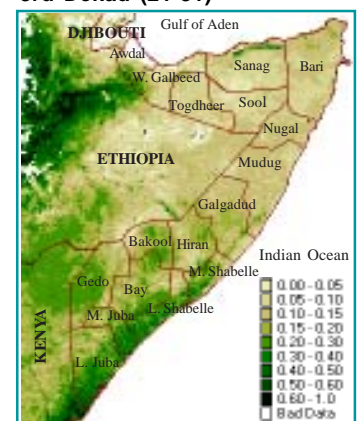 3rd Dekad (21-31)
DJIBOUTI
Gulf of Aden
Awdal
W. Galbeed
Sanag
Bari
Togdheer
Sool
Nugal
ETHIOPIA
Mudug
Galgadud
Bakool
Hiran
Indian Ocean
M. Shabelle
Gedo
Bay
L. Shabelle
M. Juba
KENYA
L. Juba
0.00-0.05
0.05-0.10
0.10-0.15
0.15-0.20
0.20-0.30
0.30-0.40
0.40-0.50
0.50-0.60
0.60-1.0
Bad Data